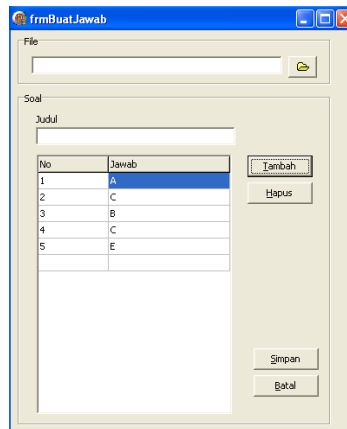 frmBuatJawab
File
Soal
Judul
No Jawab
1 A
2 C
3 B
4 C
5 E
Tambah
Hapus
Simpan
Batal